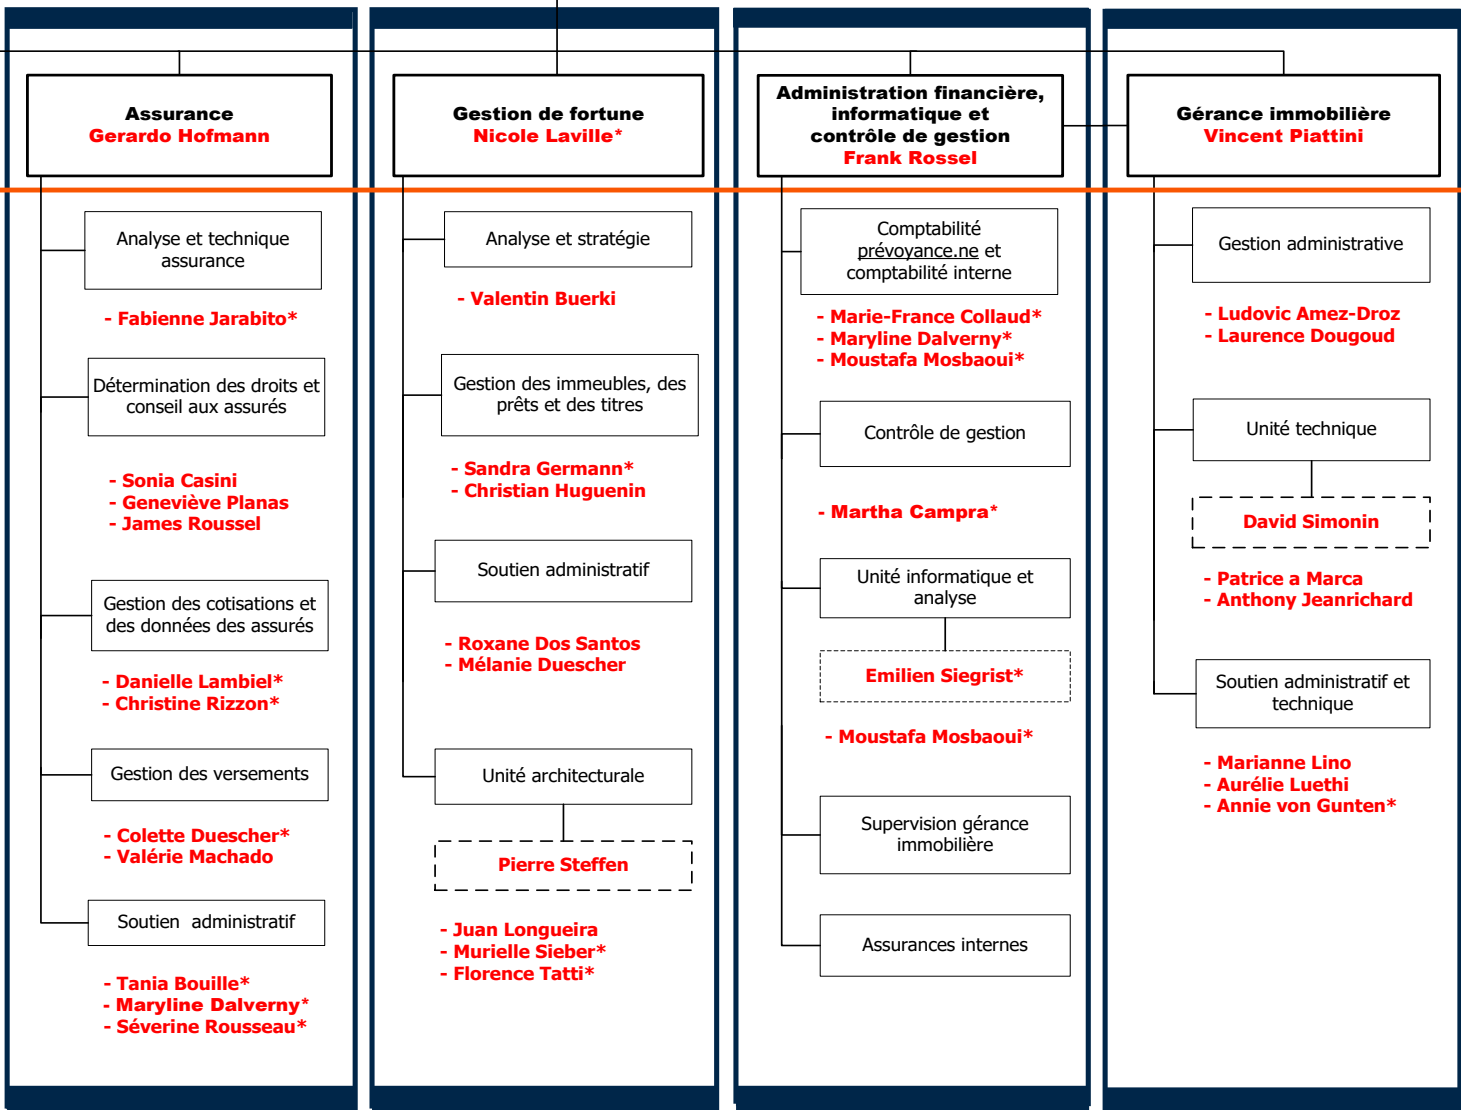 Assurance
Gerardo Hofmann
Analyse et technique
assurance
- Fabienne Jarabito*
Détermination des droits et
conseil aux assurés
- Sonia Casini
- Geneviève Planas
- James Roussel
Gestion des cotisations et
des données des assurés
- Danielle Lambiel*
- Christine Rizzon*
Gestion des versements
- Colette Duescher*
- Valérie Machado
Soutien administratif
- Tania Bouille*
- Maryline Dalverny*
- Séverine Rousseau*
Gestion de fortune
Nicole Laville*
Analyse et stratégie
- Valentin Buerki
Gestion des immeubles, des
prêts et des titres
- Sandra Germann*
- Christian Huguenin
Soutien administratif
- Roxane Dos Santos
- Mélanie Duescher
Unité architecturale
Pierre Steffen
- Juan Longueira
- Murielle Sieber*
- Florence Tatti*
Administration financière,
informatique et
contrôle de gestion
Frank Rossel
Comptabilité
prévoyance.ne et
comptabilité interne
- Marie-France Collaud*
- Maryline Dalverny*
- Moustafa Mosbaoui*
Contrôle de gestion
- Martha Campra*
Unité informatique et
analyse
Emilien Siegrist*
- Moustafa Mosbaoui*
Supervision gérance
immobilière
Assurances internes
Gérance immobilière
Vincent Piattini
Gestion administrative
- Ludovic Amez-Droz
- Laurence Dougoud
Unité technique
David Simonin
- Patrice a Marca
- Anthony Jeanrichard
Soutien administratif et
technique
- Marianne Lino
- Aurélie Luethi
- Annie von Gunten*